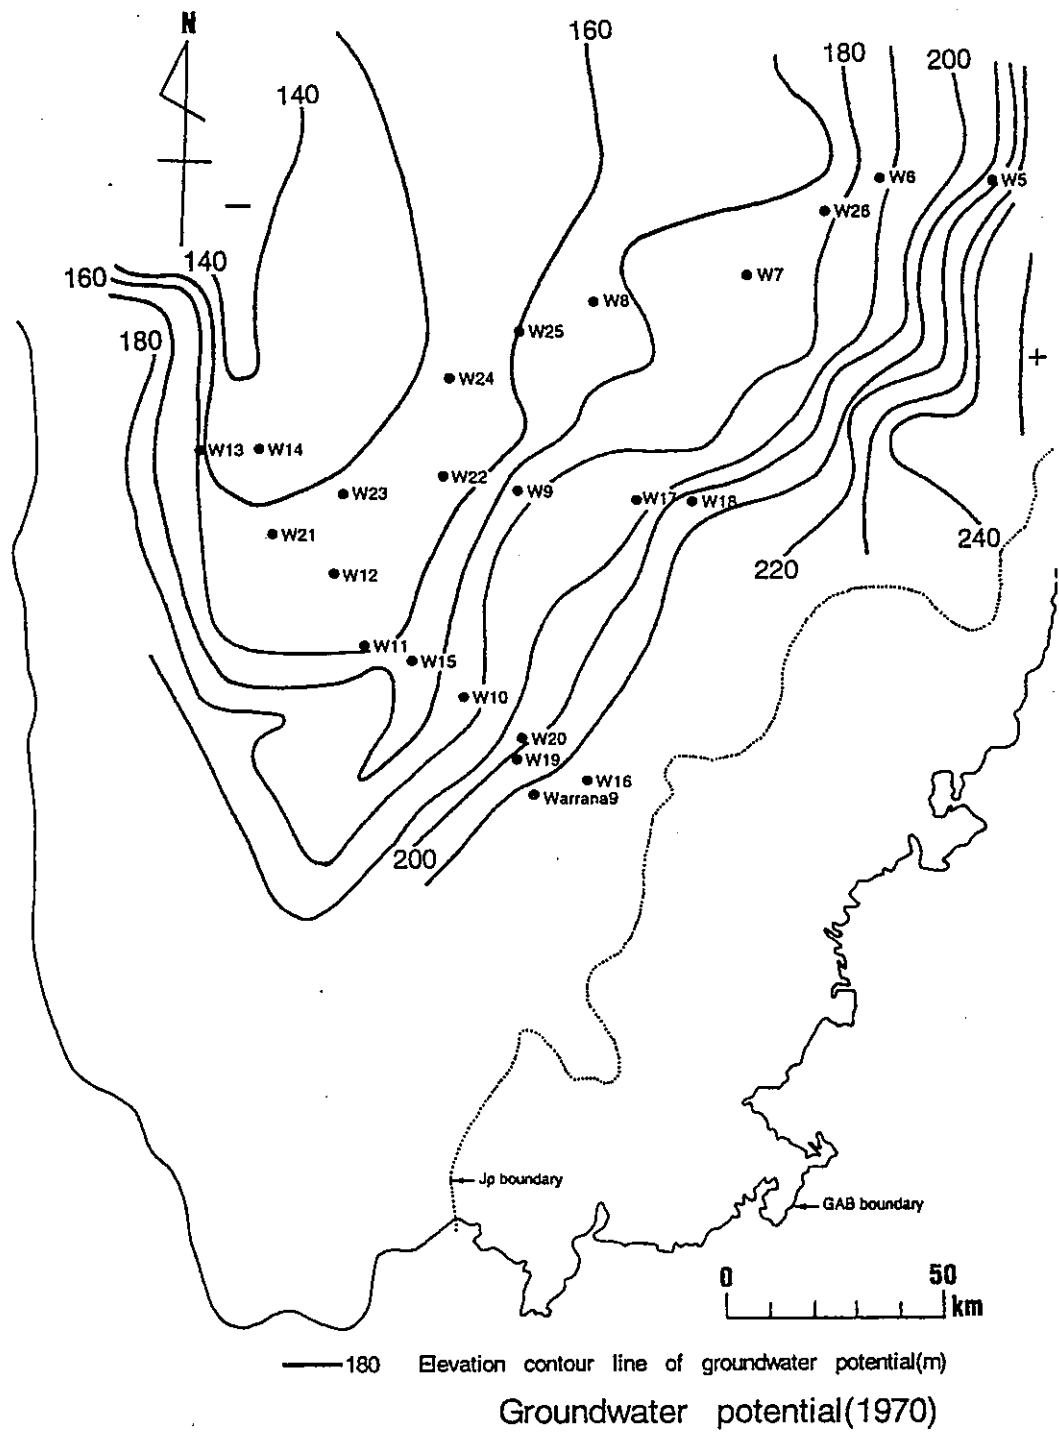 N
160
180
200
140
W6
W5
W26
140
160
W7
W8
W25
180
W24
W13
W14
W22
W23
W9
W17
W18
W21
240
W12
220
W11
W15
W10
W20
W19
W16
Warrana9
200
Jp boundary
GAB boundary
0 50
km
180 Elevation contour line of groundwater potential(m)
Groundwater potential(1970)